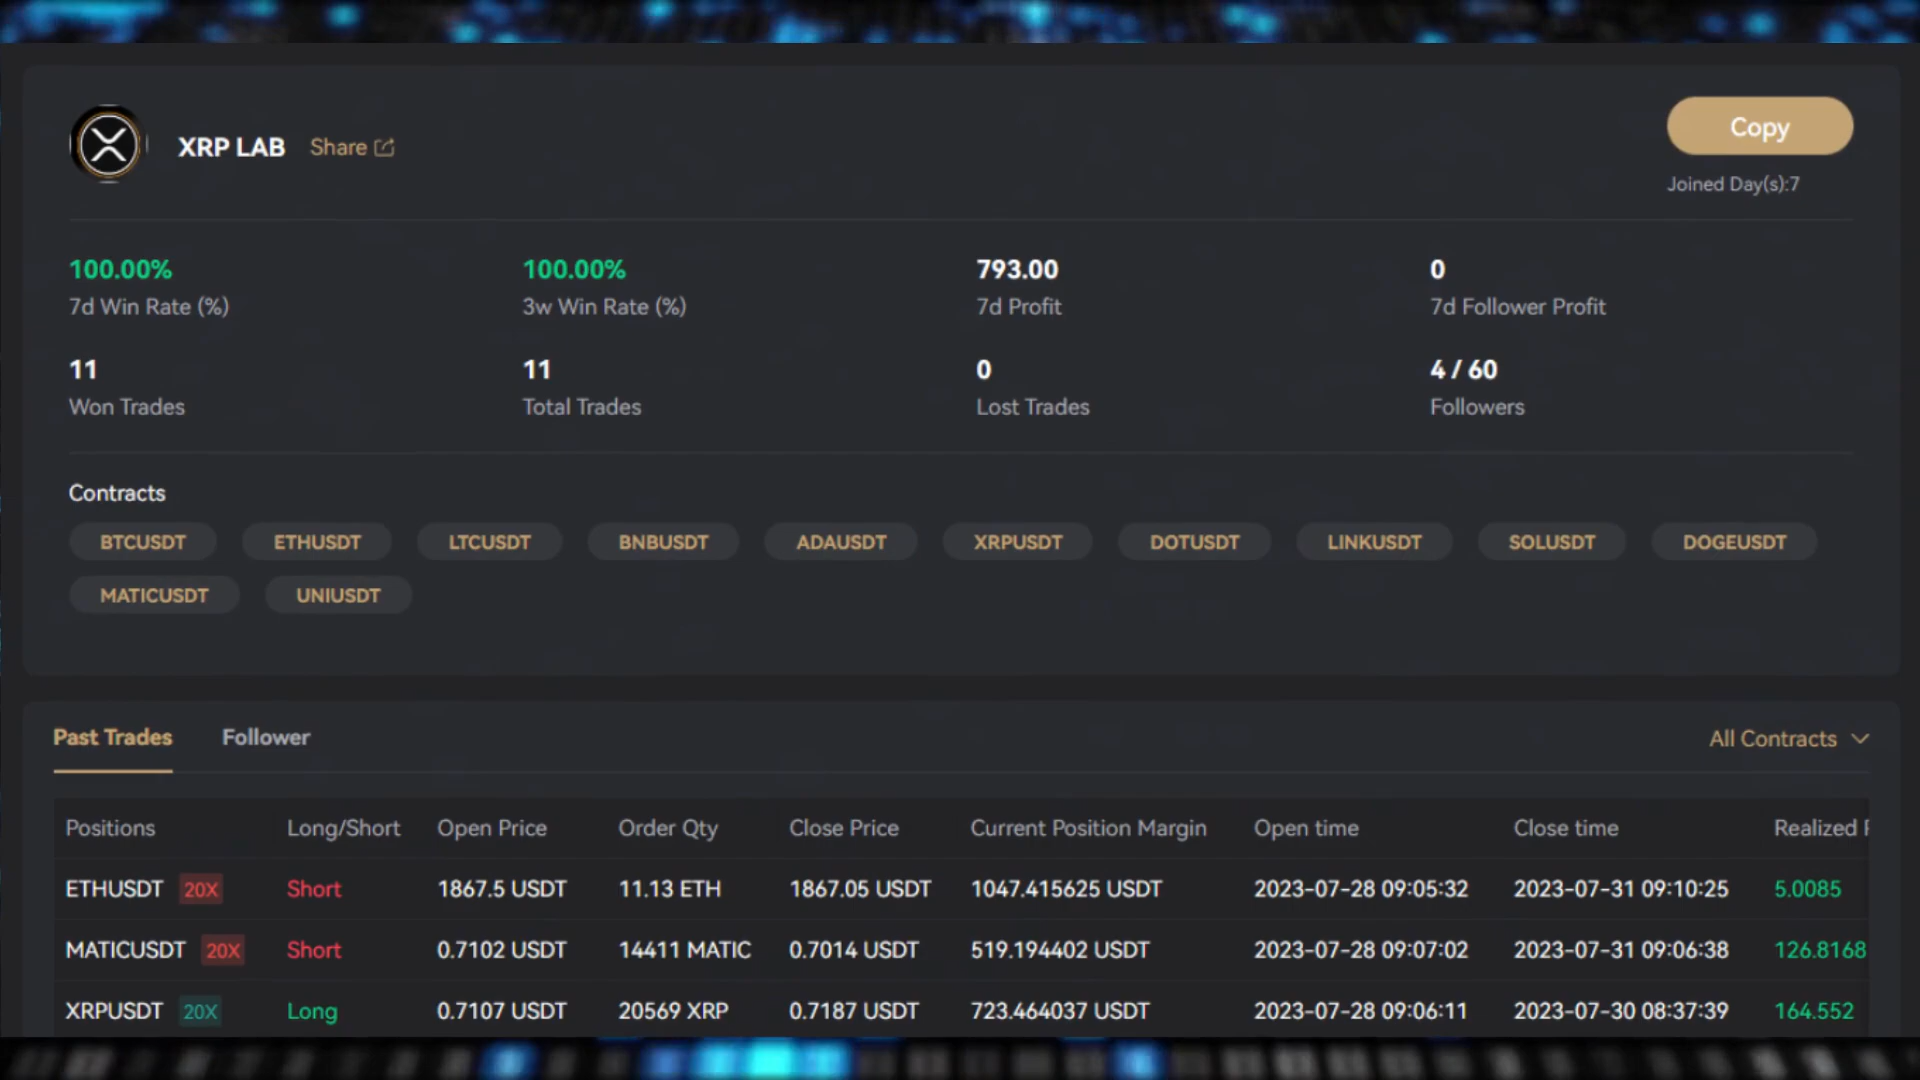 XRP LAB Share Copy
Joined Day(s):7
100.00% 100.00% 793.00 0
7d Win Rate (%) 3w Win Rate (%) 7d Profit 7d Follower Profit
11 11 0 4 / 60
Won Trades Total Trades Lost Trades Followers
Contracts
BTCUSDT ETHUSDT LTCUSDT BNBUSDT ADAUSDT XRPUSDT DOTUSDT LINKUSDT SOLUSDT DOGEUSDT
MATICUSDT UNIUSDT
Past Trades Follower All Contracts
Positions Long/Short Open Price Order Qty Close Price Current Position Margin Open time Close time Realized
ETHUSDT 20X Short 1867.5 USDT 11.13 ETH 1867.05 USDT 1047.415625 USDT 2023-07-28 09:05:32 2023-07-31 09:10:25 5.0085
MATICUSDT 20X Short 0.7102 USDT 14411 MATIC 0.7014 USDT 519.194402 USDT 2023-07-28 09:07:02 2023-07-31 09:06:38 126.8168
XRPUSDT 20X Long 0.7107 USDT 20569 XRP 0.7187 USDT 723.464037 USDT 2023-07-28 09:06:11 2023-07-30 08:37:39 164.552